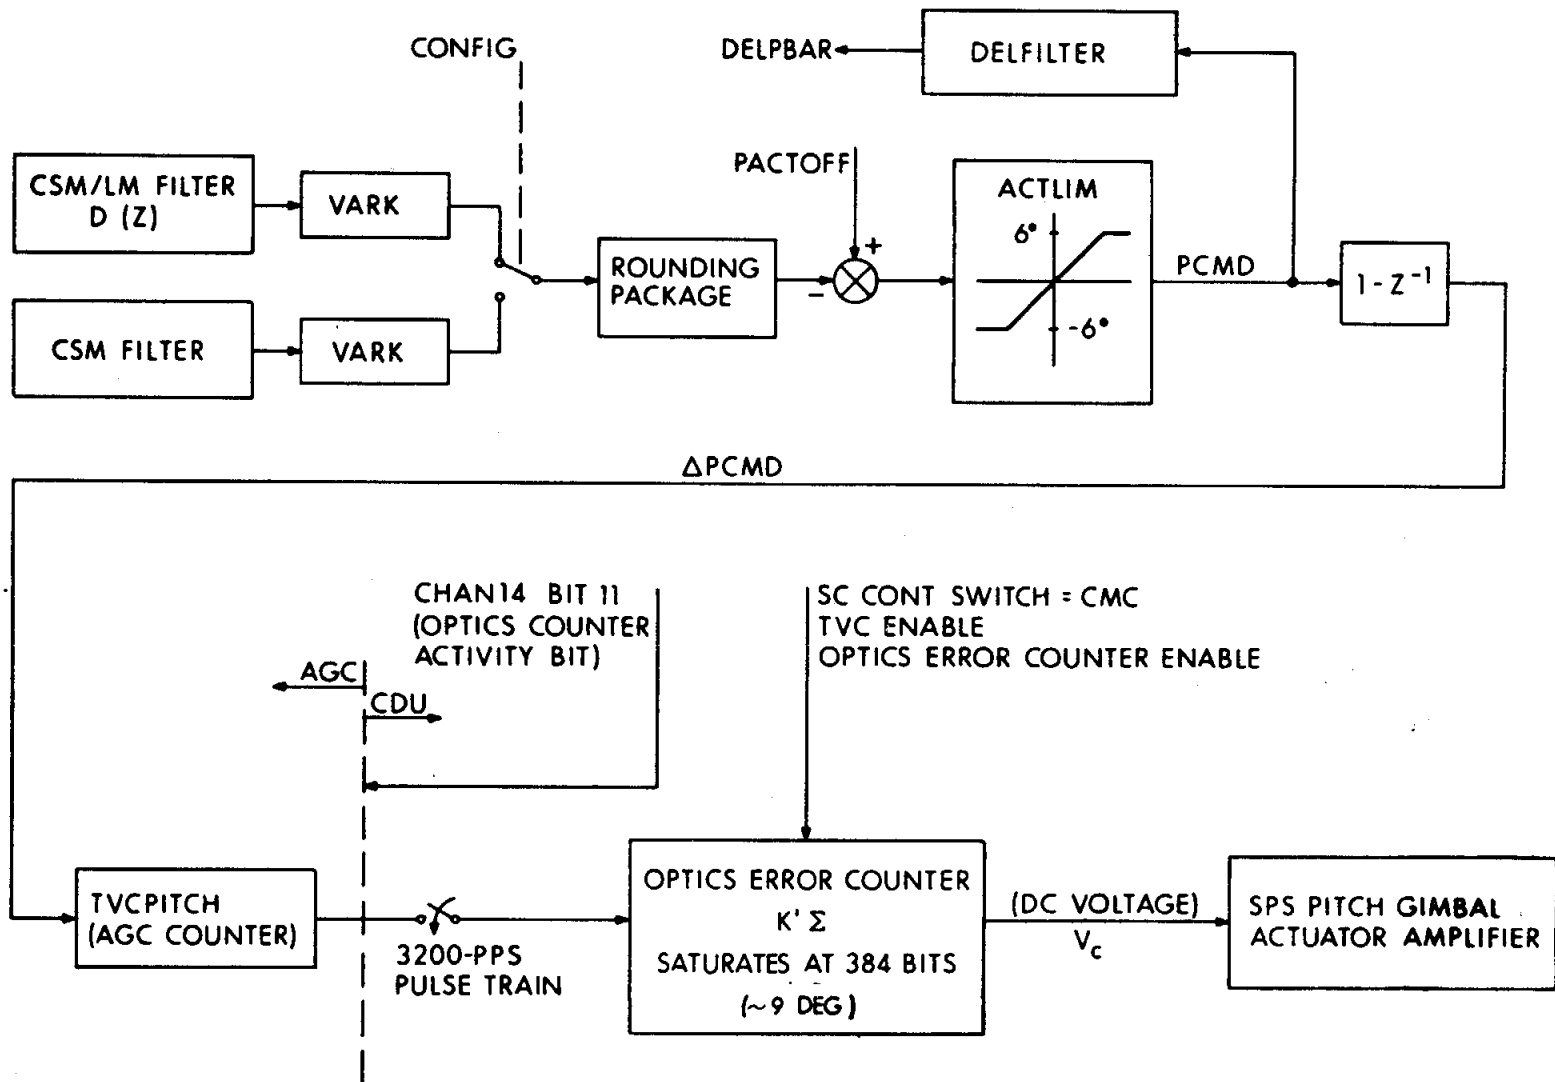 CONFIG
DELPBAR
DELFILTER
CSM/LM FILTER
D (Z)
VARK
PACTOFF
+
-
ACTLIM
6°
-6°
ROUNDING
PACKAGE
PCMD
1-Z⁻¹
CSM FILTER
VARK
ΔPCMD
CHAN14 BIT 11
(OPTICS COUNTER
ACTIVITY BIT)
SC CONT SWITCH = CMC
TVC ENABLE
OPTICS ERROR COUNTER ENABLE
AGC
CDU
TVCPITCH
(AGC COUNTER)
3200-PPS
PULSE TRAIN
OPTICS ERROR COUNTER
K' Σ
SATURATES AT 384 BITS
(~9 DEG)
(DC VOLTAGE)
Vc
SPS PITCH GIMBAL
ACTUATOR AMPLIFIER